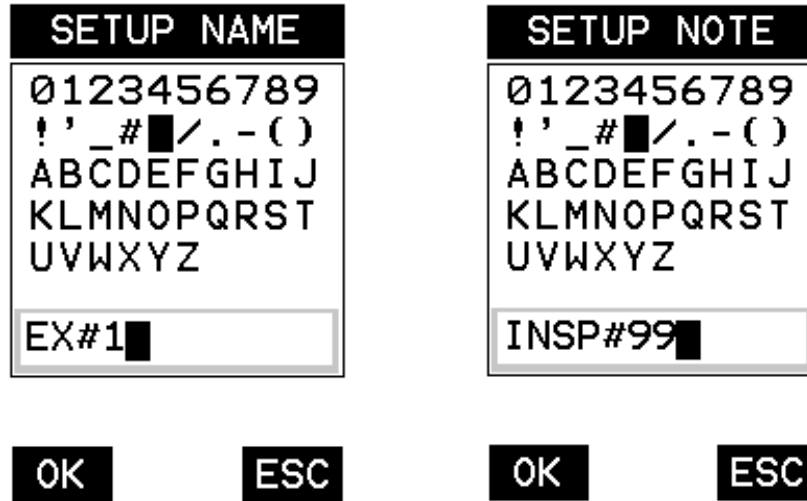 SETUP NAME
0123456789
!'_# /.-()
ABCDEFGHIJ
KLMNOPQRST
UVWXYZ
EX#1
OK ESC
SETUP NOTE
0123456789
!'_# /.-()
ABCDEFGHIJ
KLMNOPQRST
UVWXYZ
INSP#99
OK ESC